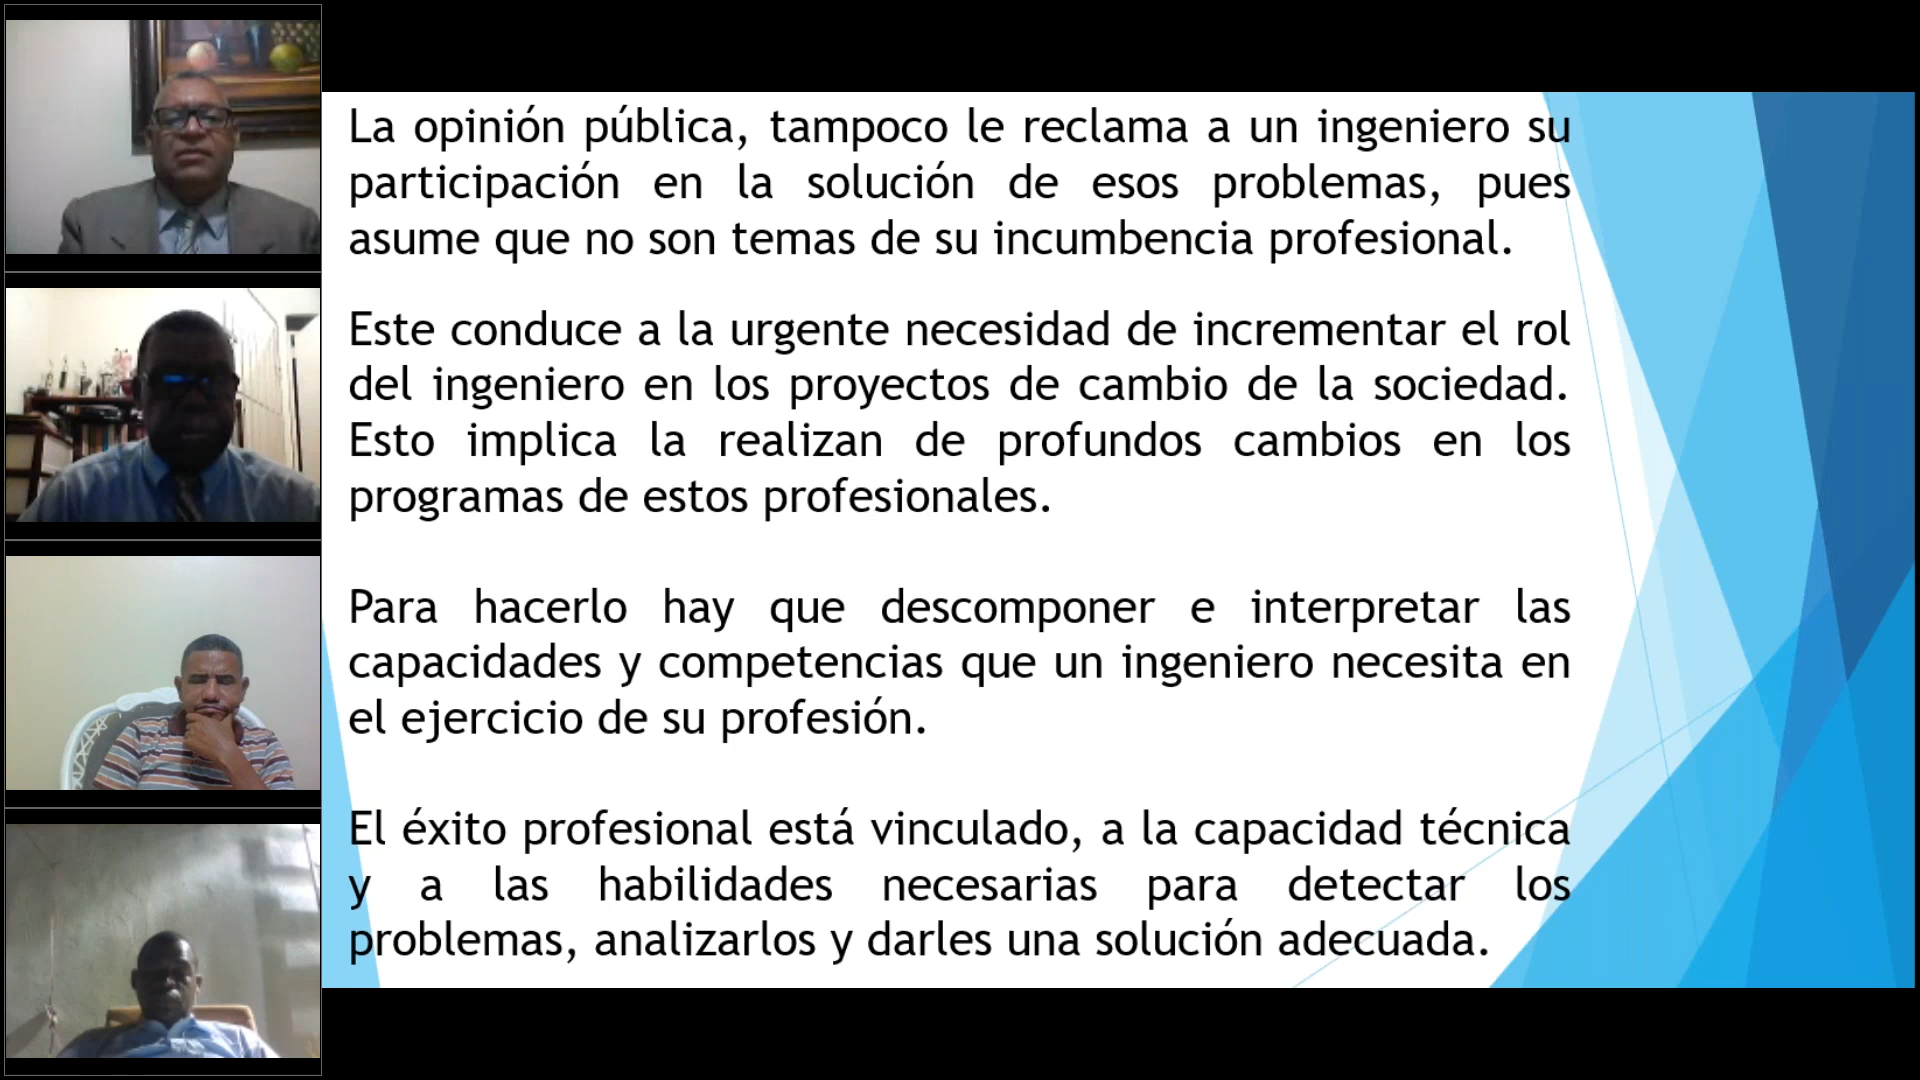 La opinión pública, tampoco le reclama a un ingeniero su
participación en la solución de esos problemas, pues
asume que no son temas de su incumbencia profesional.
Este conduce a la urgente necesidad de incrementar el rol
del ingeniero en los proyectos de cambio de la sociedad.
Esto implica la realizan de profundos cambios en los
programas de estos profesionales.
Para hacerlo hay que descomponer e interpretar las
capacidades y competencias que un ingeniero necesita en
el ejercicio de su profesión.
El éxito profesional está vinculado, a la capacidad técnica
y a las habilidades necesarias para detectar los
problemas, analizarlos y darles una solución adecuada.